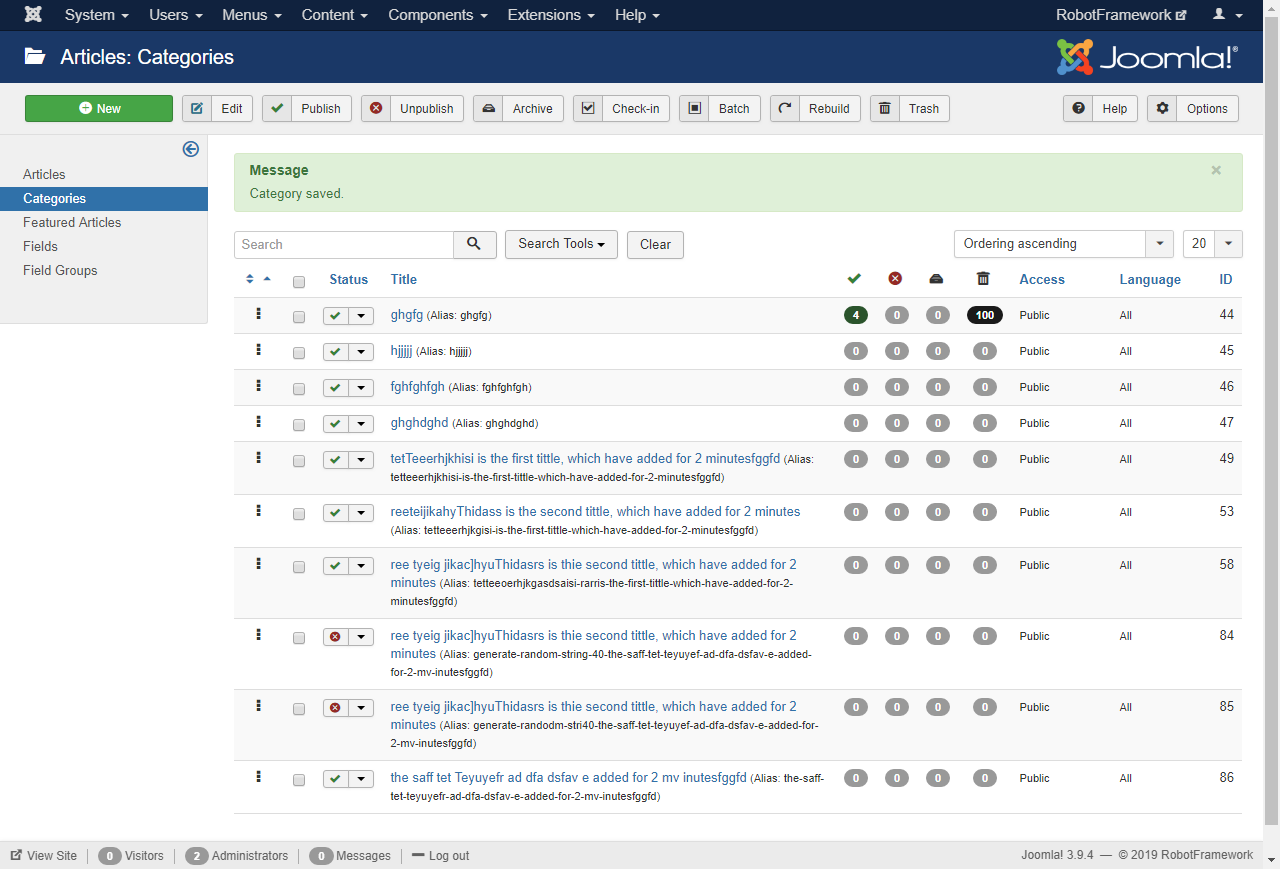 System Users Menus Content Components Extensions Help RobotFramework
Articles: Categories Joomla!®
New Edit Publish Unpublish Archive Check-in Batch Rebuild Trash Help Options
Articles
Categories
Featured Articles
Fields
Field Groups
Message ×
Category saved.
Search Search Tools Clear Ordering ascending 20
Status Title Access Language ID
ghgfg (Alias: ghgfg) 4 0 0 100 Public All 44
hjjjjj (Alias: hjjjjj) 0 0 0 0 Public All 45
fghfghfgh (Alias: fghfghfgh) 0 0 0 0 Public All 46
ghghdghd (Alias: ghghdghd) 0 0 0 0 Public All 47
tetTeeerhjkhisi is the first tittle, which have added for 2 minutesfggfd (Alias: 0 0 0 0 Public All 49
tetteeerhjkhisi-is-the-first-tittle-which-have-added-for-2-minutesfggfd)
reeteijikahyThidass is the second tittle, which have added for 2 minutes 0 0 0 0 Public All 53
(Alias: tetteeerhjkgisi-is-the-first-tittle-which-have-added-for-2-minutesfggfd)
ree tyeig jikac]hyuThidasrs is thie second tittle, which have added for 2 0 0 0 0 Public All 58
minutes (Alias: tetteeoerhjkgasdsaisi-rarris-the-first-tittle-which-have-added-for-2-
minutesfggfd)
ree tyeig jikac]hyuThidasrs is thie second tittle, which have added for 2 0 0 0 0 Public All 84
minutes (Alias: generate-random-string-40-the-saff-tet-teyuyef-ad-dfa-dsfav-e-added-
for-2-mv-inutesfggfd)
ree tyeig jikac]hyuThidasrs is thie second tittle, which have added for 2 0 0 0 0 Public All 85
minutes (Alias: generate-randodm-stri40-the-saff-tet-teyuyef-ad-dfa-dsfav-e-added-for-
2-mv-inutesfggfd)
the saff tet Teyuyefr ad dfa dsfav e added for 2 mv inutesfggfd (Alias: the-saff- 0 0 0 0 Public All 86
tet-teyuyefr-ad-dfa-dsfav-e-added-for-2-mv-inutesfggfd)
View Site 0 Visitors 2 Administrators 0 Messages Log out Joomla! 3.9.4 — © 2019 RobotFramework